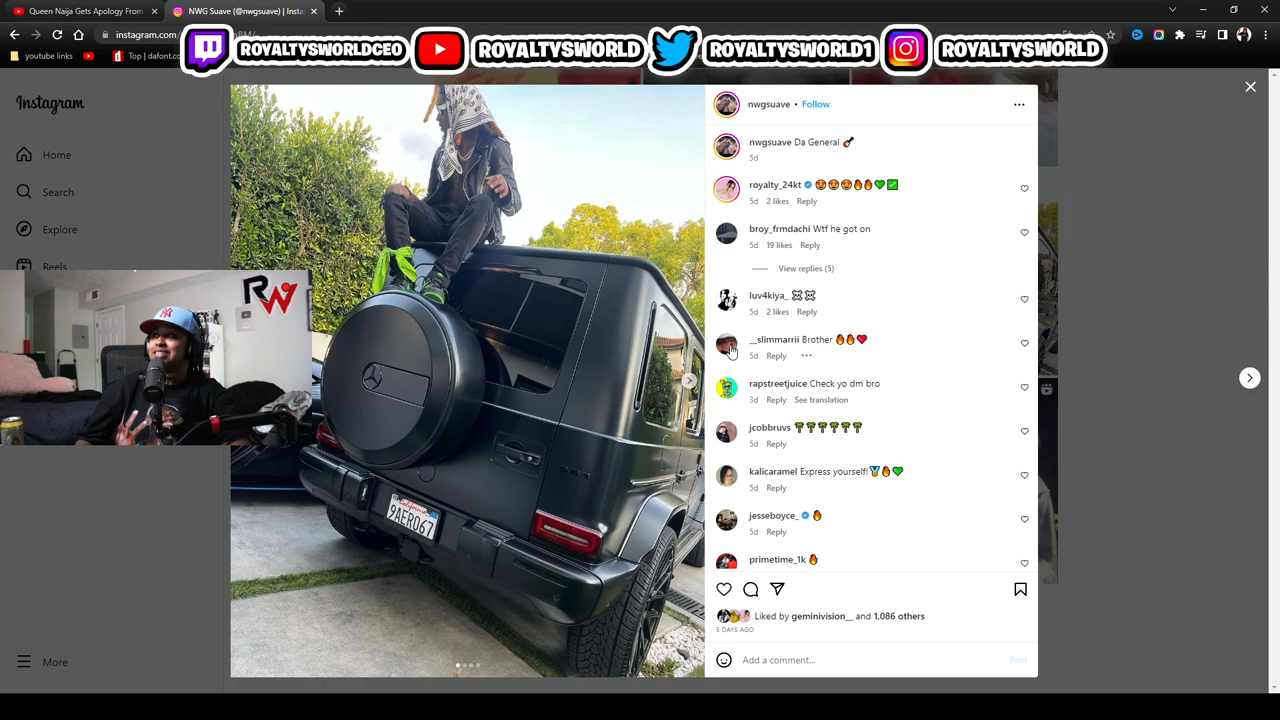 Queen Naija Gets Apology From
NWG Suave (@nwgsuave) | Insta
instagram.com
youtube links
Top | dafont.co
ROYALTYSWORLDCEO
ROYALTYSWORLD
ROYALTYSWORLD1
ROYALTYSWORLD
Instagram
Home
Search
Explore
Reels
More
RW
California
9AER067
nwgsuave • Follow
nwgsuave Da General
5d
royalty_24kt 🥰🥰🥰🔥🔥💚✅
5d 2 likes Reply
broy_frmdachi Wtf he got on
5d 19 likes Reply
View replies (5)
luv4kiya_ ☠☠
5d 2 likes Reply
__slimmarrii Brother 🔥🔥❤️
5d Reply
rapstreetjuice Check yo dm bro
3d Reply See translation
jcobbruvs 🌴🌴🌴🌴🌴🌴
5d Reply
kalicaramel Express yourself!🏅🔥💚
5d Reply
jesseboyce_ 🔥
5d Reply
primetime_1k 🔥
Liked by geminivision__ and 1,086 others
5 DAYS AGO
Add a comment...
Post